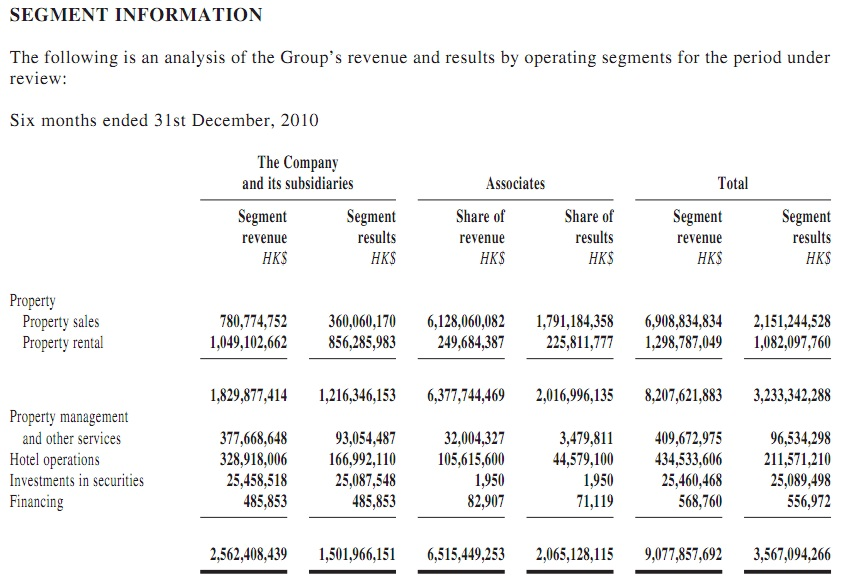 SEGMENT INFORMATION
The following is an analysis of the Group's revenue and results by operating segments for the period under
review:
Six months ended 31st December, 2010
The Company
and its subsidiaries Associates Total
Segment Segment Share of Share of Segment Segment
revenue results revenue results revenue results
HK$ HK$ HK$ HK$ HK$ HK$
Property
Property sales 780,774,752 360,060,170 6,128,060,082 1,791,184,358 6,908,834,834 2,151,244,528
Property rental 1,049,102,662 856,285,983 249,684,387 225,811,777 1,298,787,049 1,082,097,760
1,829,877,414 1,216,346,153 6,377,744,469 2,016,996,135 8,207,621,883 3,233,342,288
Property management
and other services 377,668,648 93,054,487 32,004,327 3,479,811 409,672,975 96,534,298
Hotel operations 328,918,006 166,992,110 105,615,600 44,579,100 434,533,606 211,571,210
Investments in securities 25,458,518 25,087,548 1,950 1,950 25,460,468 25,089,498
Financing 485,853 485,853 82,907 71,119 568,760 556,972
2,562,408,439 1,501,966,151 6,515,449,253 2,065,128,115 9,077,857,692 3,567,094,266